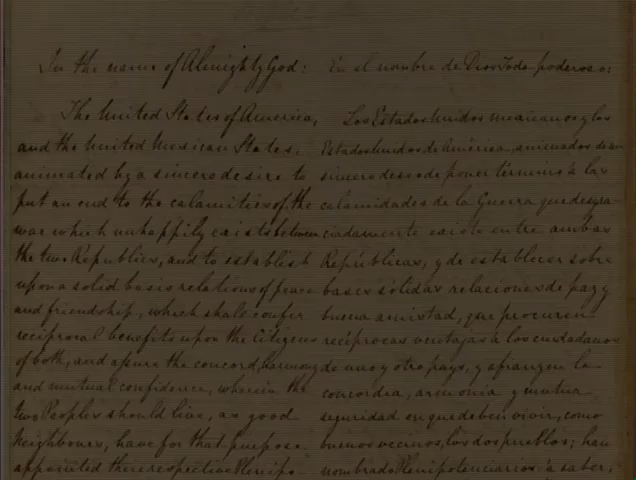 In the name of Almighty God:
The United States of America,
and the United Mexican States,
animated by a sincere desire to
put an end to the calamities of the
war which unhappily exists between
the two Republics, and to establish
upon a solid basis relations of peace
and friendship, which shall confer
reciprocal benefits upon the Citizens
of both, and assure the concord, harmony
and mutual confidence, wherein the
two Peoples should live, as good
Neighbours, have for that purpose
appointed their respective Plenipo-
En el nombre de Dios Todo-poderoso:
Los Estados Unidos mexicanos y los
Estados Unidos de América, animados de un
sincero deseo de poner término á las
calamidades de la Guerra que desgra-
ciadamente existe entre ambas
Repúblicas, y de establecer sobre
bases sólidas relaciones de paz y
buena amistad, que procuren
recíprocas ventajas á los ciudadanos
de uno y otro pays, y afianzen la
concordia, armonia y mutua
seguridad en que deben vivir, como
buenos vecinos, los dos pueblos; han
nombrado Plenipotenciarios á saber,